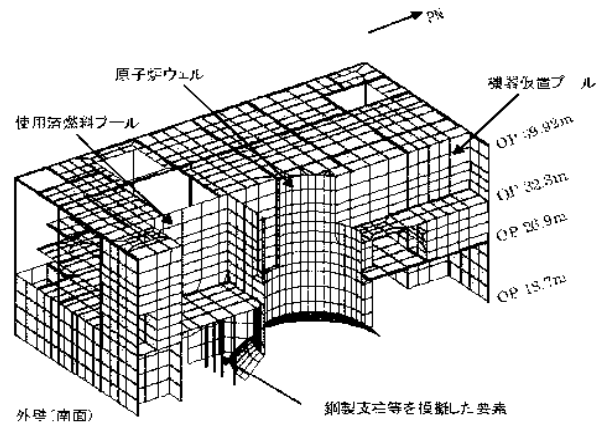 PN
原子炉ウェル
機器仮置プール
使用済燃料プール
OP 39.92m
OP 32.3m
OP 26.9m
OP 18.7m
鋼製支柱等を模擬した要素
外壁(南面)